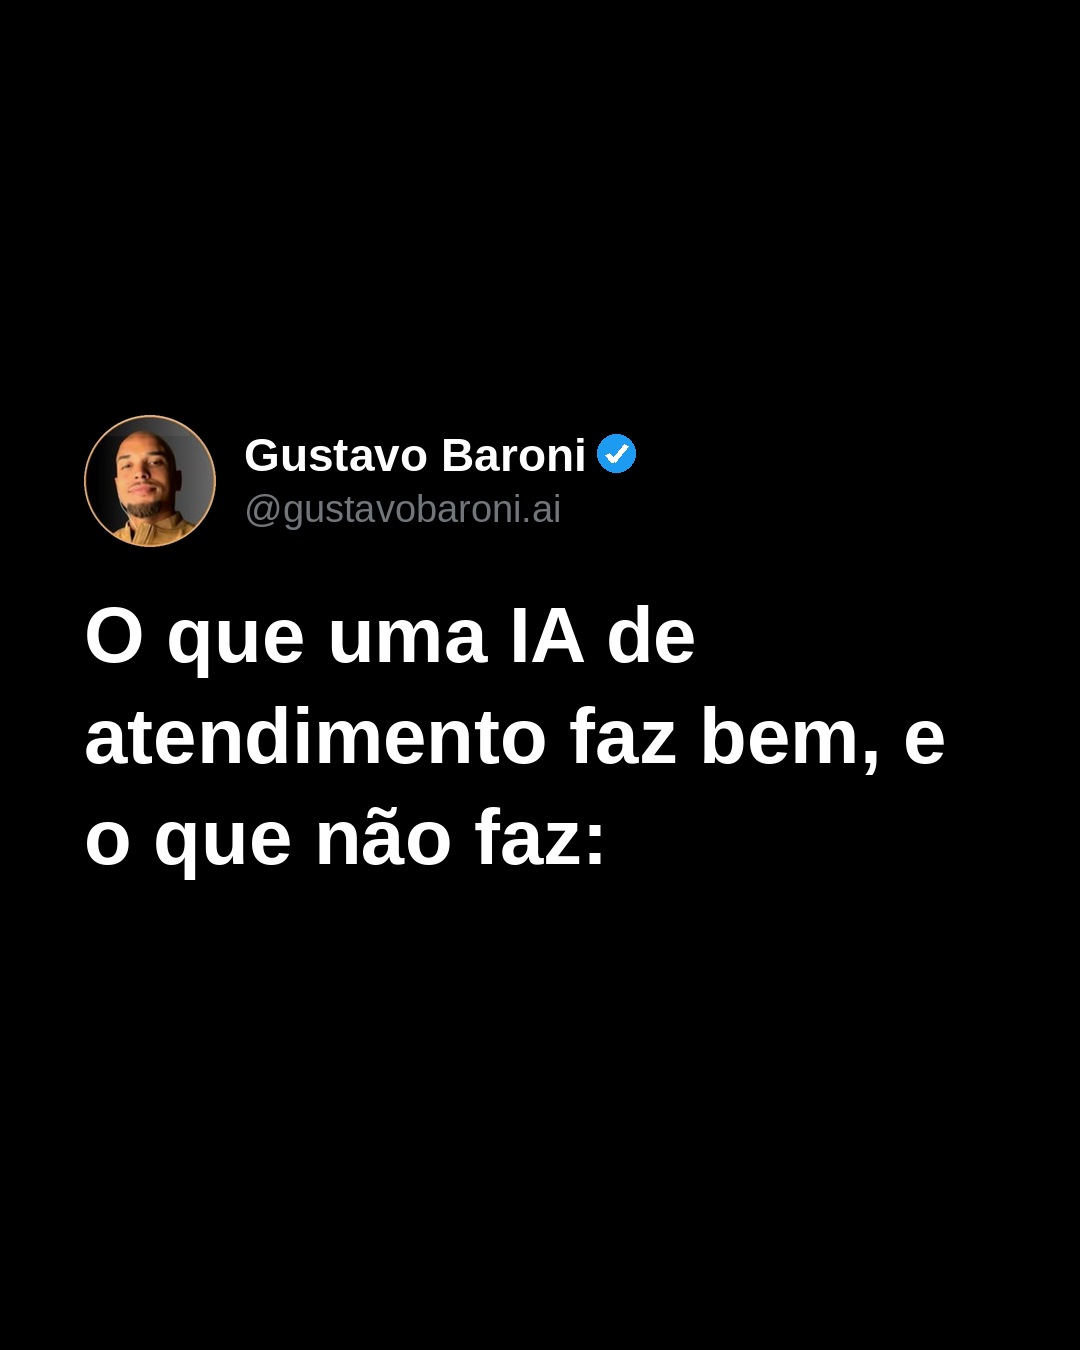 Gustavo Baroni
@gustavobaroni.ai
O que uma IA de
atendimento faz bem, e
o que não faz: